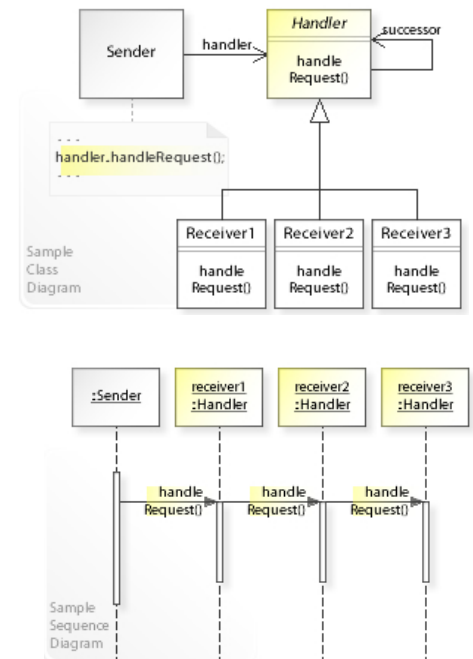 Handler
Sender
handler
successor
handle
Request()
. . .
handler.handleRequest();
. . .
Receiver1
Receiver2
Receiver3
handle
Request()
handle
Request()
handle
Request()
Sample
Class
Diagram
:Sender
receiver1
:Handler
receiver2
:Handler
receiver3
:Handler
handle
Request()
handle
Request()
handle
Request()
Sample
Sequence
Diagram